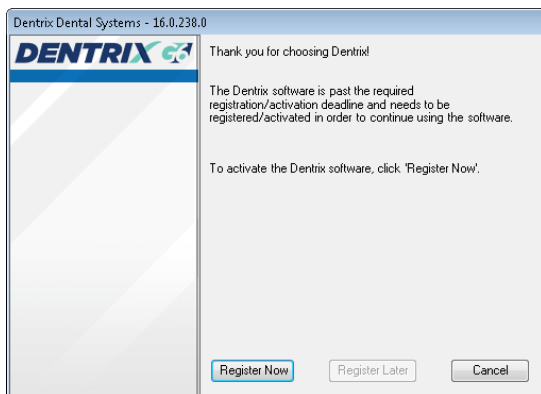 Dentrix Dental Systems - 16.0.238.0
DENTRIX G6
Thank you for choosing Dentrix!
The Dentrix software is past the required
registration/activation deadline and needs to be
registered/activated in order to continue using the software.
To activate the Dentrix software, click 'Register Now'.
Register Now
Register Later
Cancel